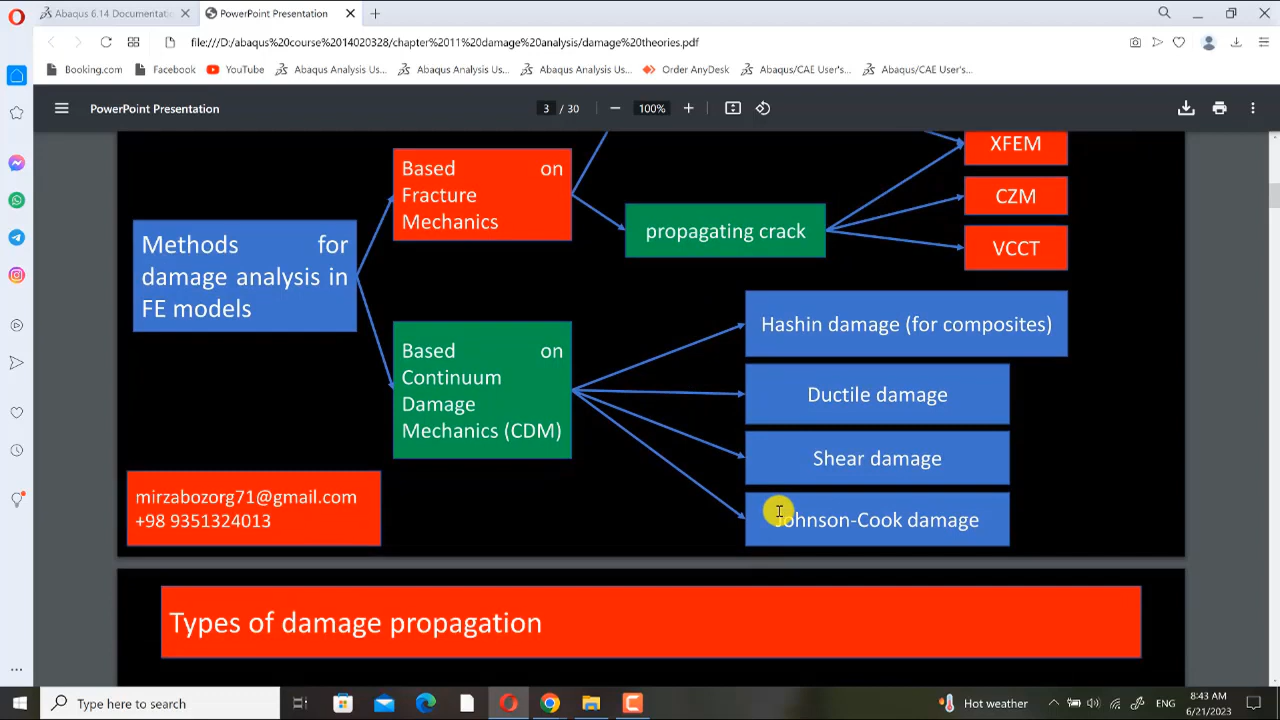 Abaqus 6.14 Documentati
PowerPoint Presentation
file:///D:/abaqus%20course%2014020328/chapter%2011%20damage%20analysis/damage%20theories.pdf
Booking.com
Facebook
YouTube
Abaqus Analysis Us...
Abaqus Analysis Us...
Abaqus Analysis Us...
Order AnyDesk
Abaqus/CAE User's...
Abaqus/CAE User's...
PowerPoint Presentation
3 / 30
100%
XFEM
Based on
Fracture
Mechanics
CZM
propagating crack
VCCT
Methods for
damage analysis in
FE models
Hashin damage (for composites)
Based on
Continuum
Damage
Mechanics (CDM)
Ductile damage
Shear damage
Johnson-Cook damage
mirzabozorg71@gmail.com
+98 9351324013
Types of damage propagation
Type here to search
Hot weather
ENG
8:43 AM
6/21/2023